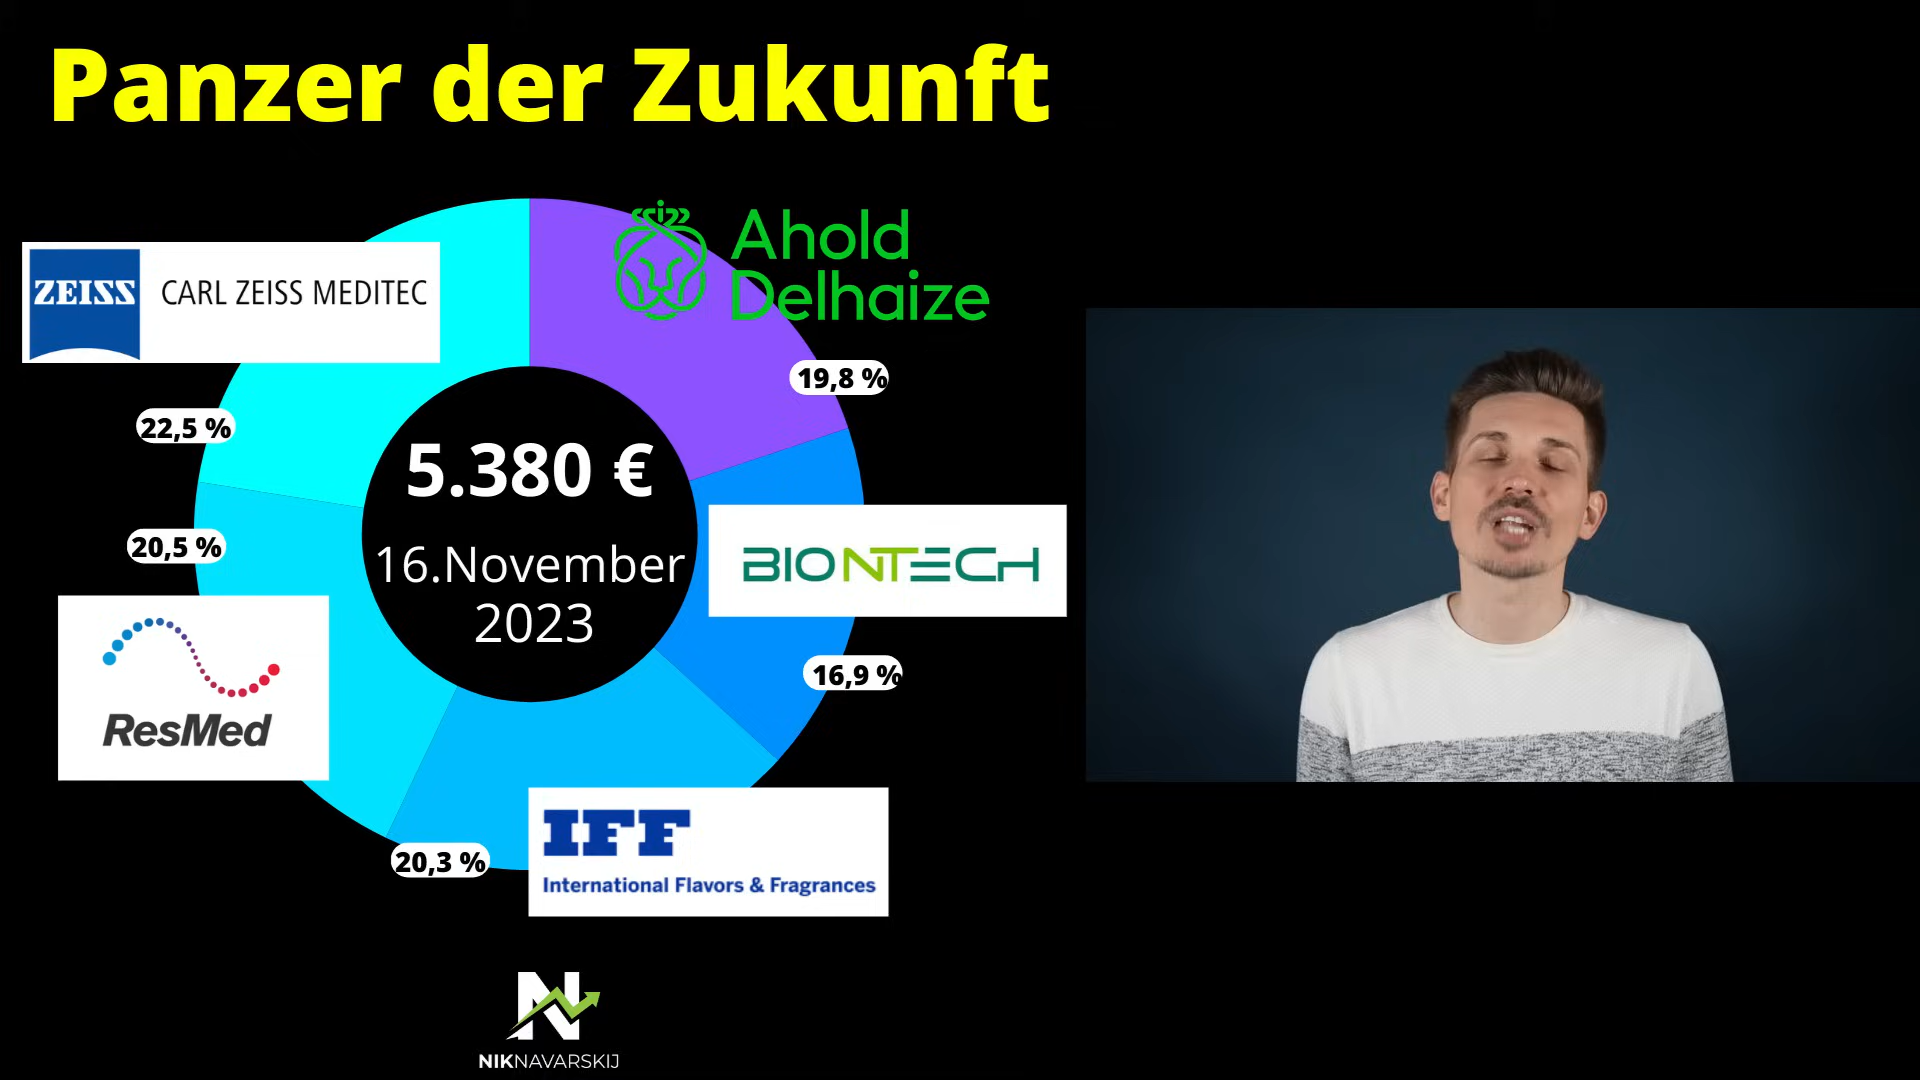 Panzer der Zukunft
Ahold
Delhaize
ZEISS
CARL ZEISS MEDITEC
19,8 %
22,5 %
5.380 €
16.November
2023
20,5 %
BIONTECH
ResMed
16,9 %
IFF
International Flavors & Fragrances
20,3 %
N
NIKNAVARSKIJ